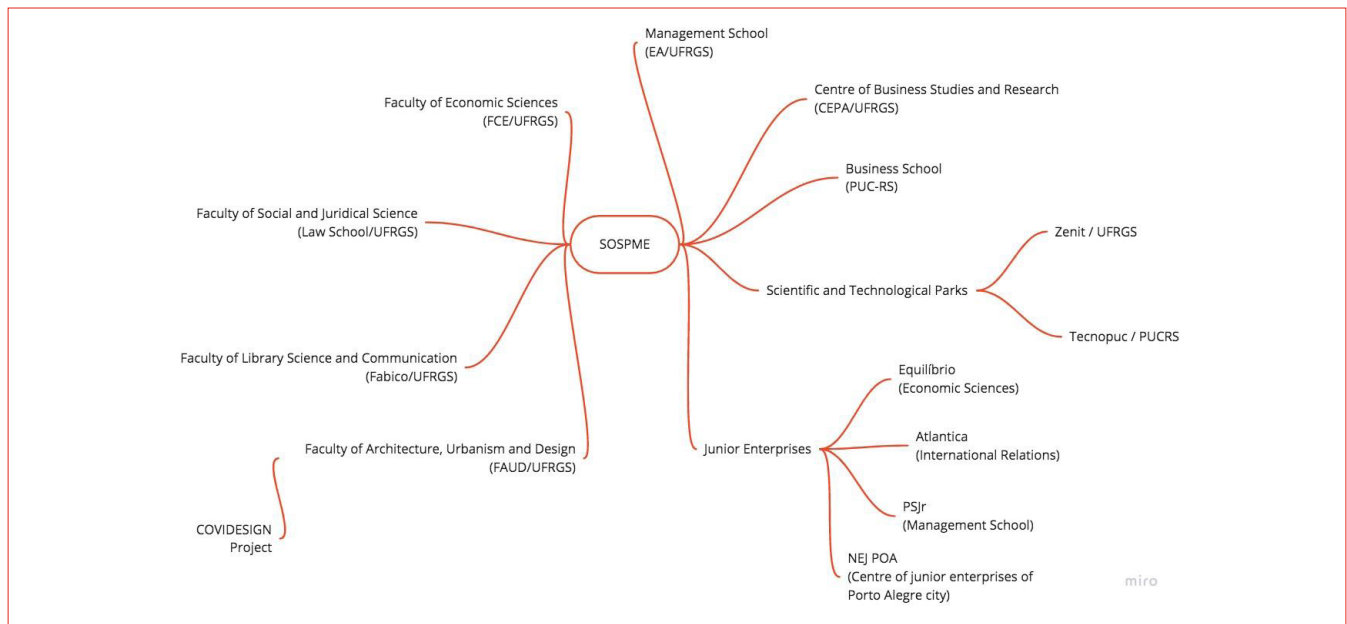 Management School
(EA/UFRGS)
Faculty of Economic Sciences
(FCE/UFRGS)
Centre of Business Studies and Research
(CEPA/UFRGS)
Business School
(PUC-RS)
Faculty of Social and Juridical Science
(Law School/UFRGS)
SOSPME
Zenit / UFRGS
Scientific and Technological Parks
Tecnopuc / PUCRS
Faculty of Library Science and Communication
(Fabico/UFRGS)
Equilíbrio
(Economic Sciences)
Faculty of Architecture, Urbanism and Design
(FAUD/UFRGS)
Junior Enterprises
Atlantica
(International Relations)
PSJr
(Management School)
COVIDESIGN
Project
NEJ POA
(Centre of junior enterprises of
Porto Alegre city)
miro